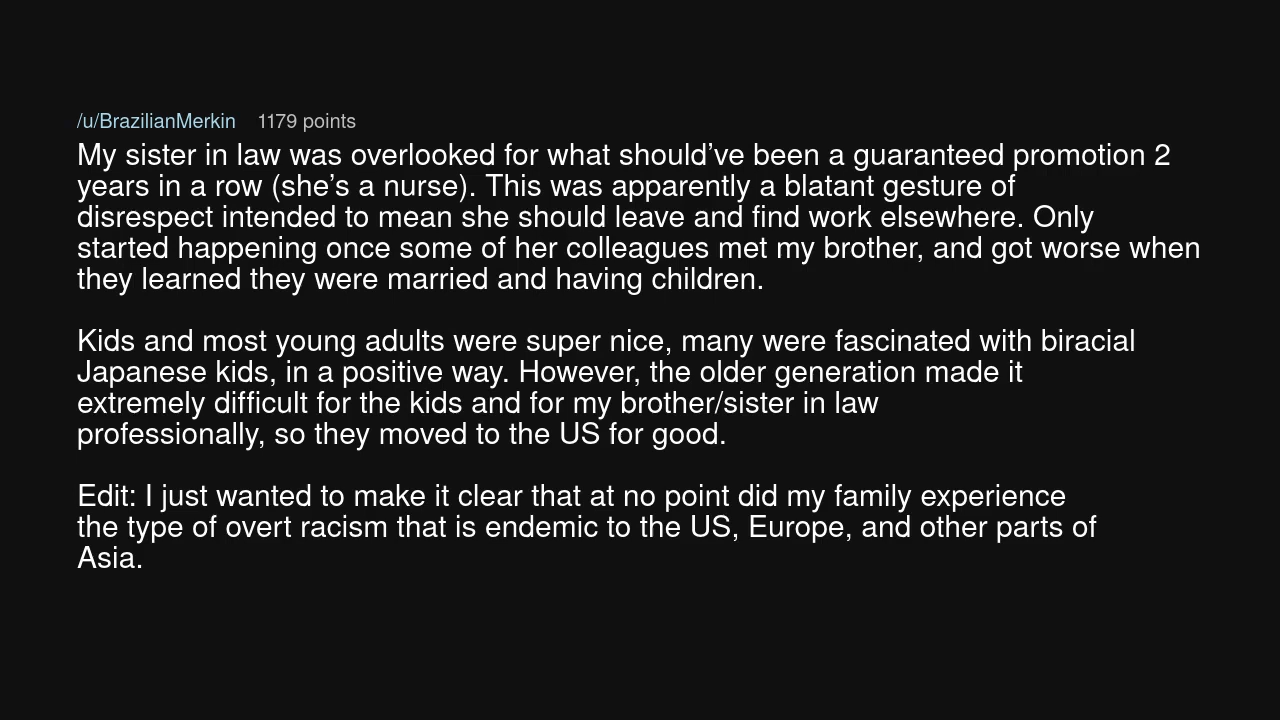 /u/BrazilianMerkin 1179 points
My sister in law was overlooked for what should’ve been a guaranteed promotion 2
years in a row (she’s a nurse). This was apparently a blatant gesture of
disrespect intended to mean she should leave and find work elsewhere. Only
started happening once some of her colleagues met my brother, and got worse when
they learned they were married and having children.
Kids and most young adults were super nice, many were fascinated with biracial
Japanese kids, in a positive way. However, the older generation made it
extremely difficult for the kids and for my brother/sister in law
professionally, so they moved to the US for good.
Edit: I just wanted to make it clear that at no point did my family experience
the type of overt racism that is endemic to the US, Europe, and other parts of
Asia.